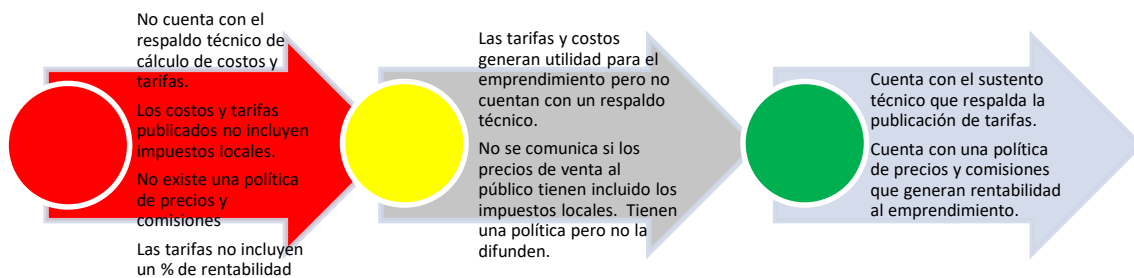 No cuenta con el
respaldo técnico de
cálculo de costos y
tarifas.
Los costos y tarifas
publicados no incluyen
impuestos locales.
No existe una política
de precios y
comisiones
Las tarifas no incluyen
un % de rentabilidad
Las tarifas y costos
generan utilidad para el
emprendimiento pero no
cuentan con un respaldo
técnico.
No se comunica si los
precios de venta al
público tienen incluido los
impuestos locales. Tienen
una política pero no la
difunden.
Cuenta con el sustento
técnico que respalda la
publicación de tarifas.
Cuenta con una política
de precios y comisiones
que generan rentabilidad
al emprendimiento.